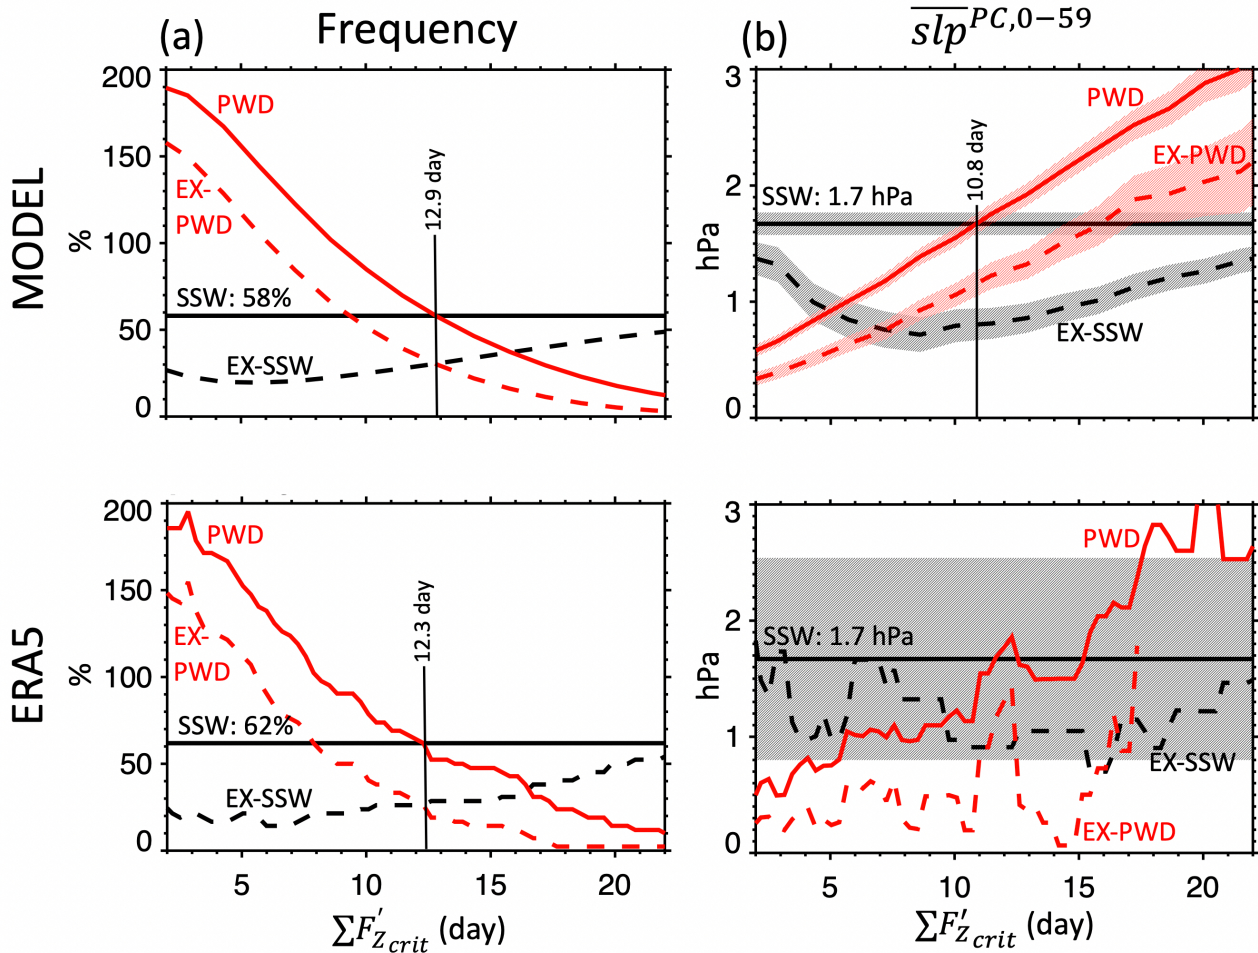 (a) Frequency
(b) \overline{slp}^{PC,0−59}
MODEL
200
150
100
50
0
%
PWD
EX-
PWD
SSW: 58%
EX-SSW
12.9 day
3
2
1
0
hPa
PWD
EX-PWD
SSW: 1.7 hPa
EX-SSW
10.8 day
ERA5
200
150
100
50
0
%
PWD
EX-
PWD
SSW: 62%
EX-SSW
12.3 day
5 10 15 20
∑F′_{Z_{crit}} (day)
3
2
1
0
hPa
PWD
SSW: 1.7 hPa
EX-SSW
EX-PWD
5 10 15 20
∑F′_{Z_{crit}} (day)